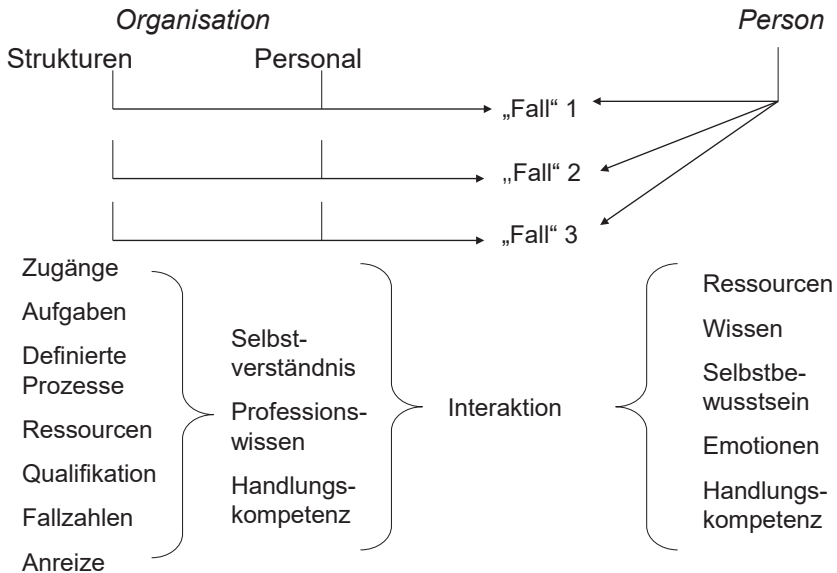 Organisation
Person
Strukturen
Personal
„Fall“ 1
„Fall“ 2
„Fall“ 3
Zugänge
Aufgaben
Definierte
Prozesse
Ressourcen
Qualifikation
Fallzahlen
Anreize
Selbst-
verständnis
Professions-
wissen
Handlungs-
kompetenz
Interaktion
Ressourcen
Wissen
Selbstbe-
wusstsein
Emotionen
Handlungs-
kompetenz